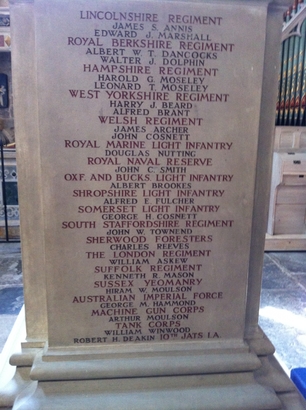 LINCOLNSHIRE REGIMENT
JAMES S. ANNIS
EDWARD J. MARSHALL
ROYAL BERKSHIRE REGIMENT
ALBERT W. T. DANCOCKS
WALTER J. DOLPHIN
HAMPSHIRE REGIMENT
HAROLD G. MOSELEY
LEONARD T. MOSELEY
WEST YORKSHIRE REGIMENT
HARRY J. BEARD
ALFRED BRANT
WELSH REGIMENT
JAMES ARCHER
JOHN COSNETT
ROYAL MARINE LIGHT INFANTRY
DOUGLAS NUTTING
ROYAL NAVAL RESERVE
JOHN C. SMITH
OXF. AND BUCKS LIGHT INFANTRY
ALBERT BROOKES
SHROPSHIRE LIGHT INFANTRY
ALFRED E. FULCHER
SOMERSET LIGHT INFANTRY
GEORGE H. COSNETT
SOUTH STAFFORDSHIRE REGIMENT
JOHN W. TOWNEND
SHERWOOD FORESTERS
CHARLES REEVES
THE LONDON REGIMENT
WILLIAM ASKEW
SUFFOLK REGIMENT
KENNETH R. MASON
SUSSEX YEOMANRY
HIRAM W. MOULSON
AUSTRALIAN IMPERIAL FORCE
GEORGE M. HAMMOND
MACHINE GUN CORPS
ARTHUR MOULSON
TANK CORPS
WILLIAM WINWOOD
ROBERT H. DEAKIN 10TH JATS I.A.